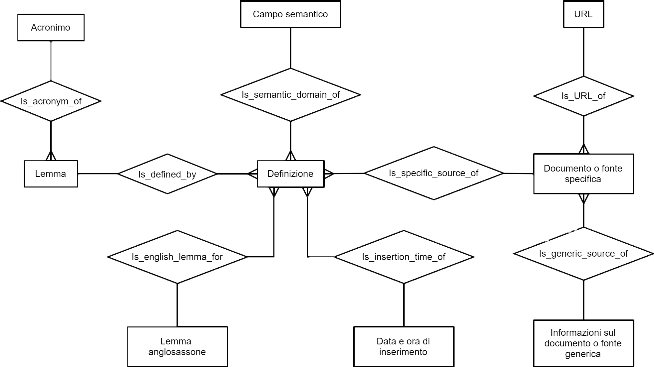 Acronimo
Campo semantico
URL
Is_acronym_of
Is_semantic_domain_of
Is_URL_of
Lemma
Is_defined_by
Definizione
Is_specific_source_of
Documento o fonte
specifica
Is_english_lemma_for
Is_insertion_time_of
Is_generic_source_of
Lemma
anglosassone
Data e ora di
inserimento
Informazioni sul
documento o fonte
generica